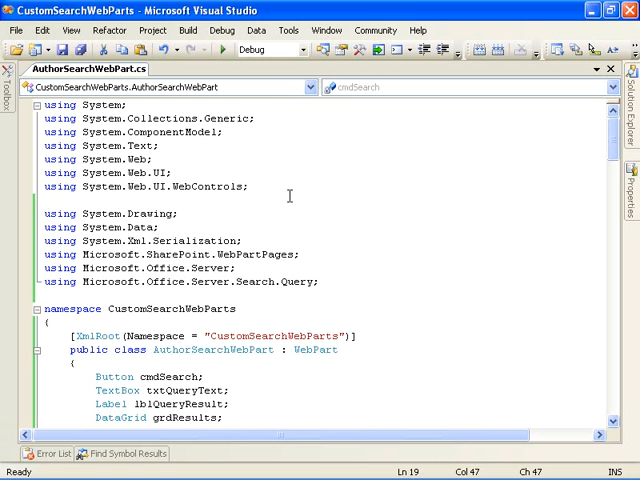 CustomSearchWebParts - Microsoft Visual Studio
File Edit View Refactor Project Build Debug Data Tools Window Community Help
Debug
AuthorSearchWebPart.cs
CustomSearchWebParts.AuthorSearchWebPart cmdSearch
Toolbox
Solution Explorer
Properties
using System;
using System.Collections.Generic;
using System.ComponentModel;
using System.Text;
using System.Web;
using System.Web.UI;
using System.Web.UI.WebControls;
using System.Drawing;
using System.Data;
using System.Xml.Serialization;
using Microsoft.SharePoint.WebPartPages;
using Microsoft.Office.Server;
using Microsoft.Office.Server.Search.Query;
namespace CustomSearchWebParts
{
[XmlRoot(Namespace = "CustomSearchWebParts")]
public class AuthorSearchWebPart : WebPart
{
Button cmdSearch;
TextBox txtQueryText;
Label lblQueryResult;
DataGrid grdResults;
Error List Find Symbol Results
Ready Ln 19 Col 47 Ch 47 INS